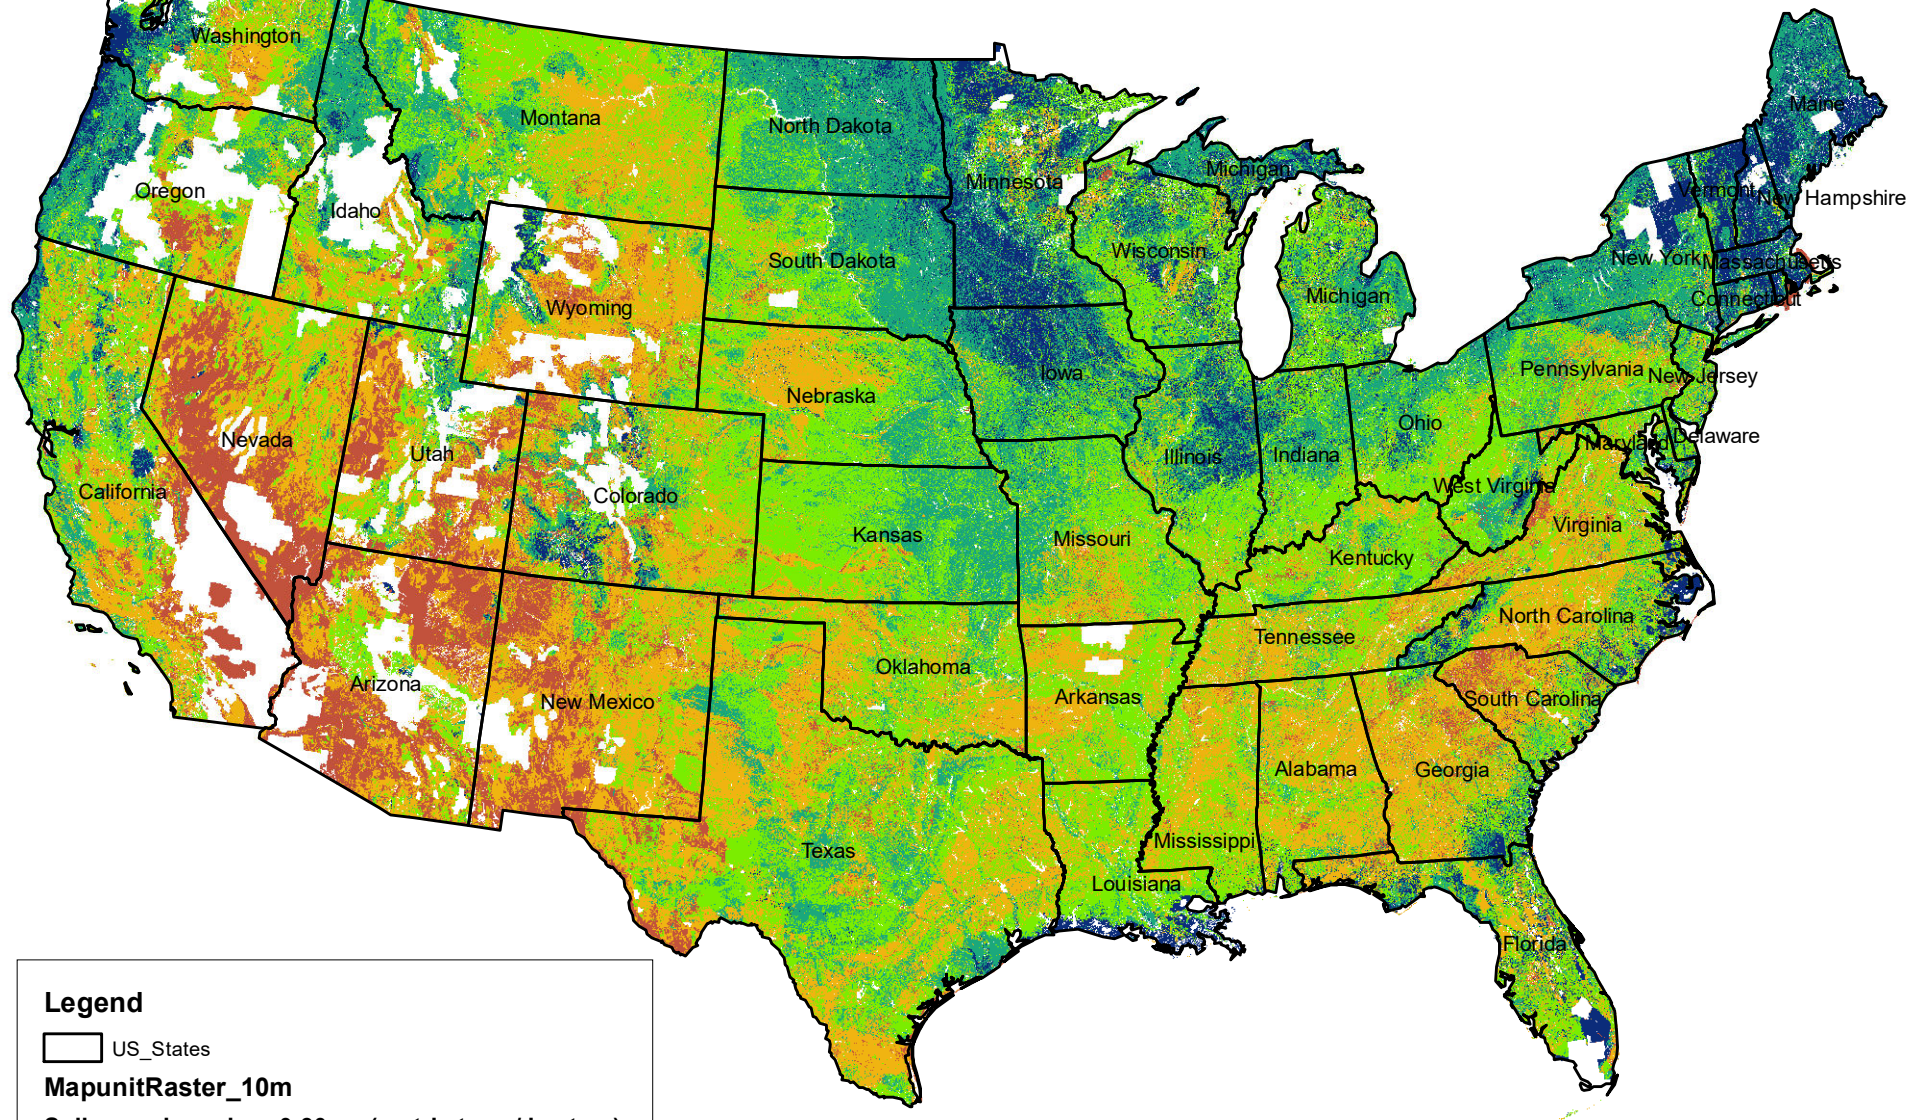 Washington
Montana
North Dakota
Minnesota
Michigan
Maine
Vermont
New Hampshire
Oregon
Idaho
South Dakota
Wisconsin
New York
Massachusetts
Wyoming
Michigan
Connecticut
Iowa
Nebraska
Pennsylvania
New Jersey
Nevada
Utah
Ohio
Maryland
Delaware
California
Colorado
Illinois
Indiana
West Virginia
Kansas
Missouri
Virginia
Kentucky
North Carolina
Tennessee
Oklahoma
Arizona
New Mexico
Arkansas
South Carolina
Alabama
Georgia
Texas
Mississippi
Louisiana
Florida
Legend
US_States
MapunitRaster_10m